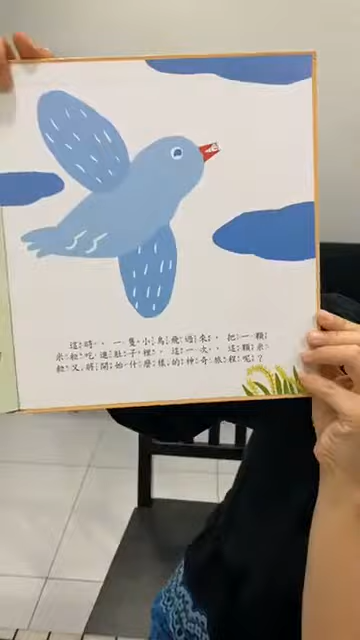 這時，一隻小鳥飛過來，把一顆
米粒吃進肚子裡，這一次，這顆米
粒又將開始什麼樣的神奇旅程呢？